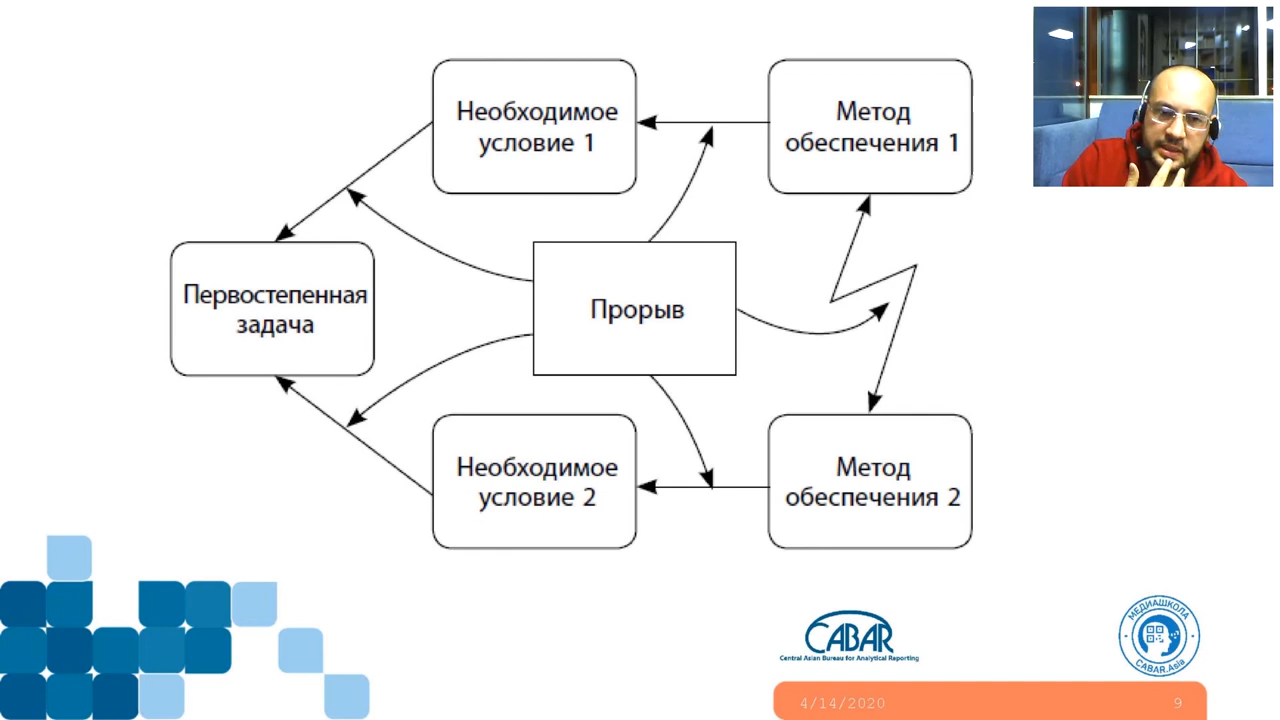 Необходимое
условие 1
Метод
обеспечения 1
Первостепенная
задача
Прорыв
Необходимое
условие 2
Метод
обеспечения 2
CABAR
Central Asian Bureau for Analytical Reporting
МЕДИАШКОЛА
CABAR.Asia
4/14/2020
9